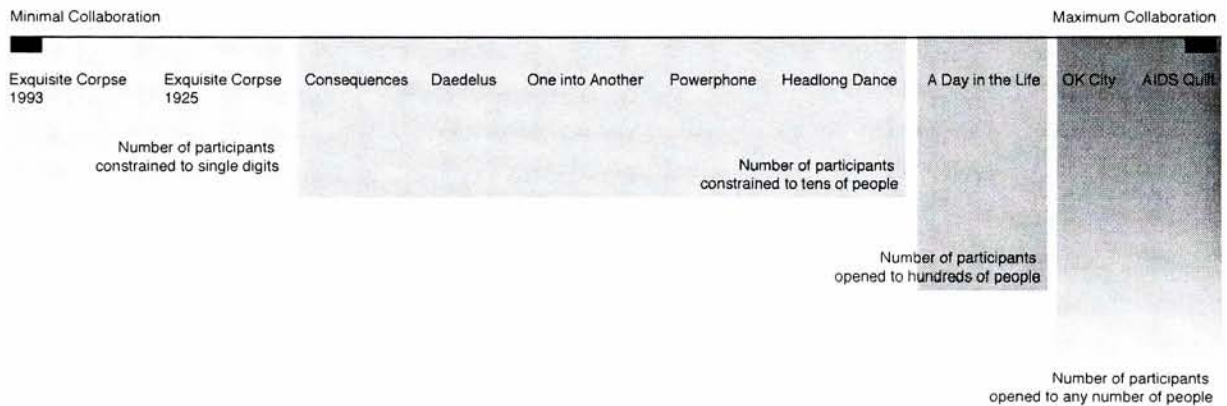 Minimal Collaboration
Maximum Collaboration
Exquisite Corpse
1993
Exquisite Corpse
1925
Consequences
Daedelus
One into Another
Powerphone
Headlong Dance
A Day in the Life
OK City
AIDS Quilt
Number of participants
constrained to single digits
Number of participants
constrained to tens of people
Number of participants
opened to hundreds of people
Number of participants
opened to any number of people